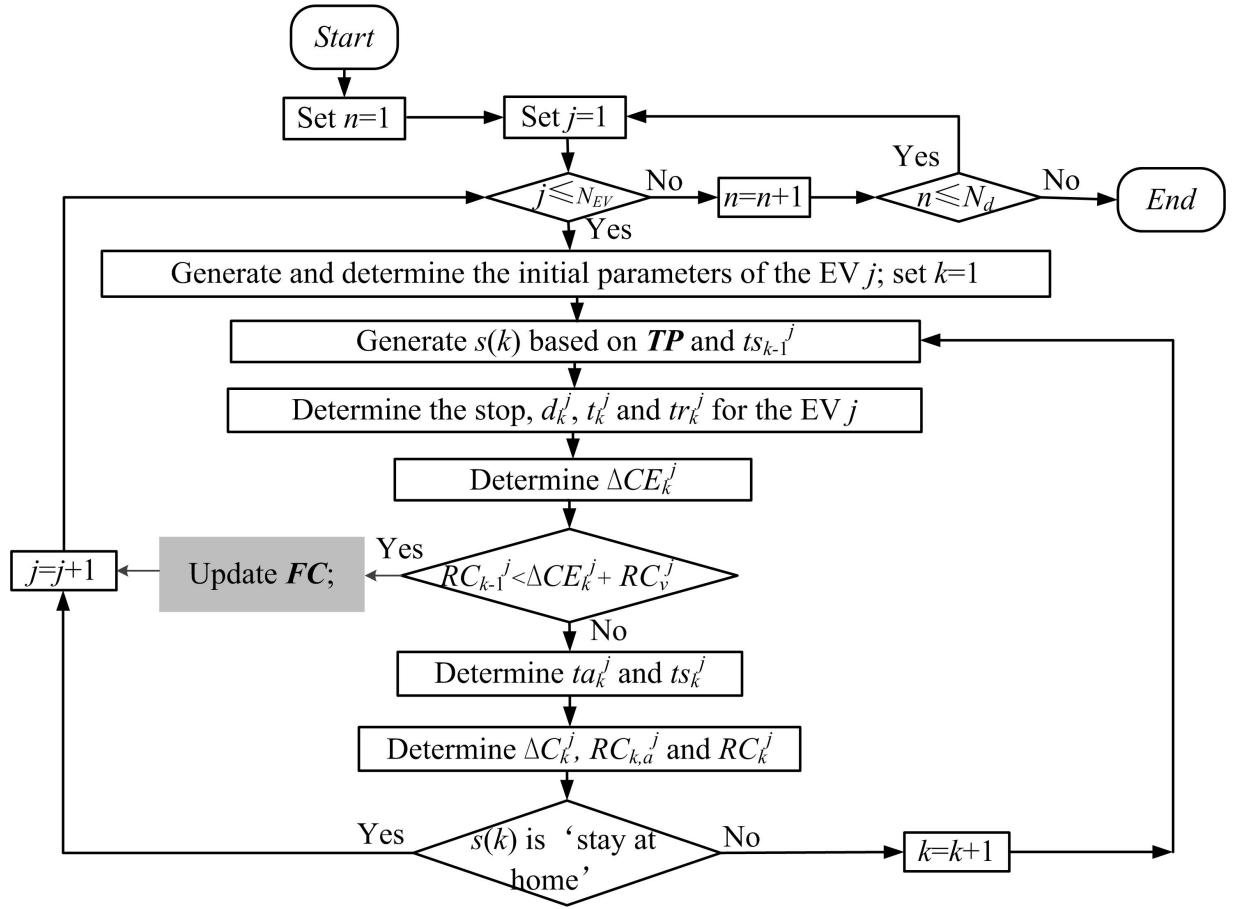 Start
Set n=1
Set j=1
Yes
j≤N_EV
No
n=n+1
n≤N_d
No
End
Yes
Generate and determine the initial parameters of the EV j; set k=1
Generate s(k) based on TP and ts_{k-1}^j
Determine the stop, d_k^j, t_k^j and tr_k^j for the EV j
Determine ΔCE_k^j
j=j+1
Update FC;
Yes
RC_{k-1}^j<ΔCE_k^j+ RC_v^j
No
Determine ta_k^j and ts_k^j
Determine ΔC_k^j, RC_{k,a}^j and RC_k^j
Yes
s(k) is ‘stay at
home’
No
k=k+1